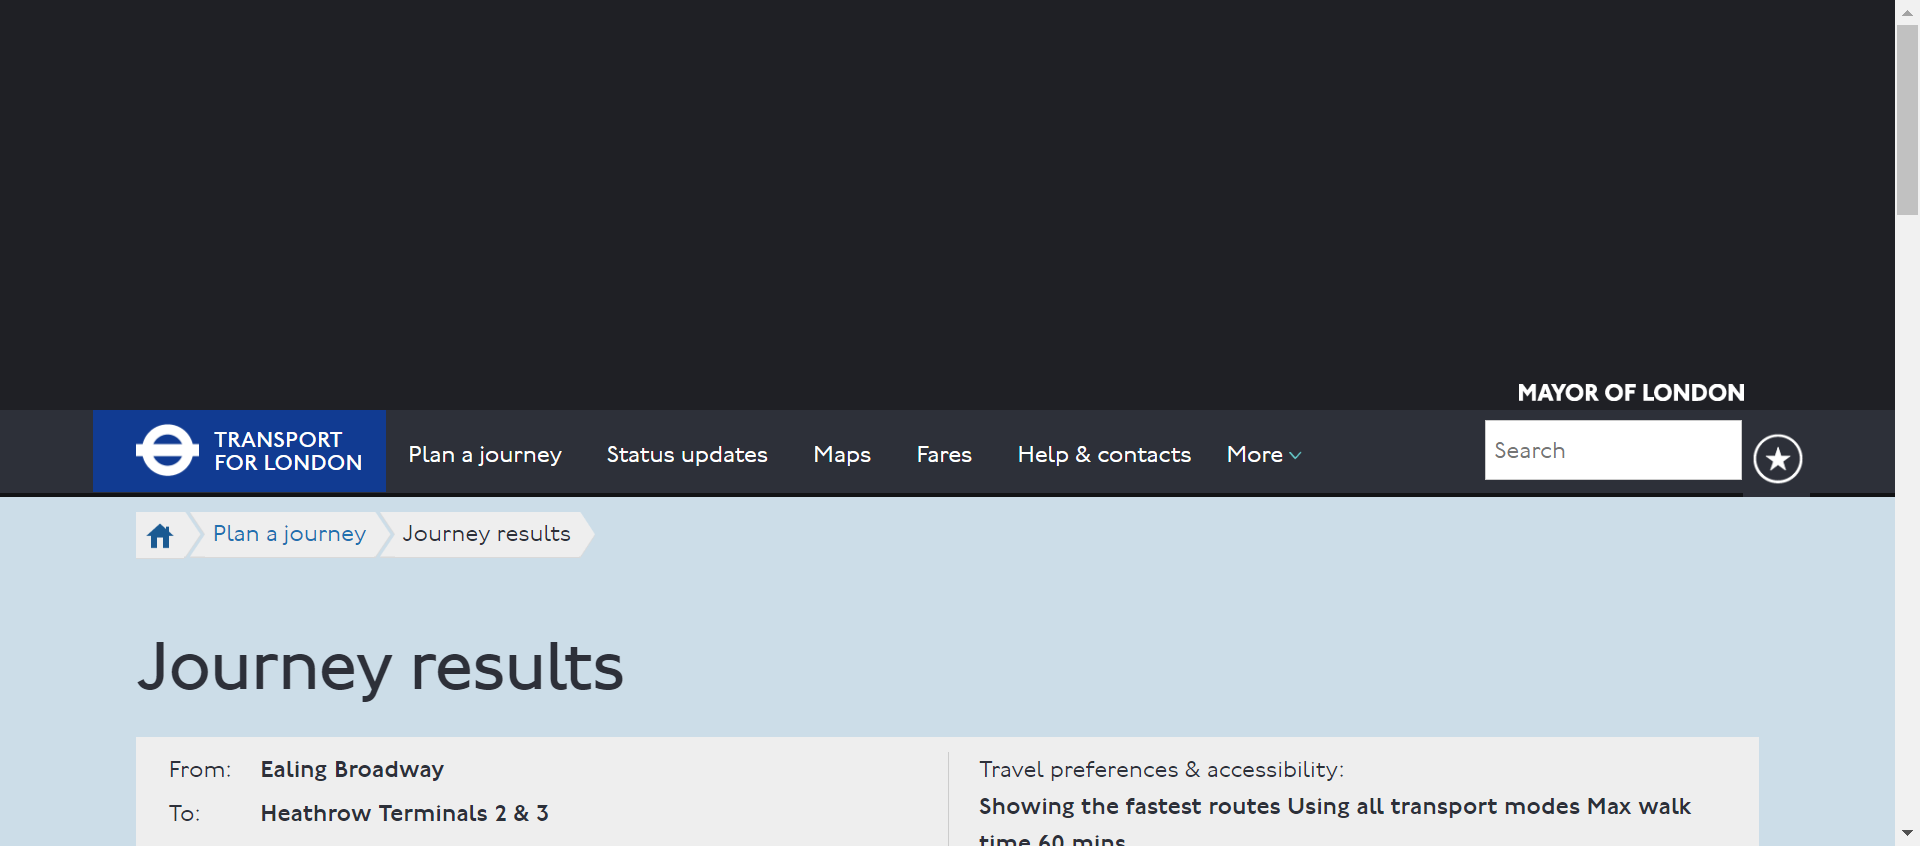 MAYOR OF LONDON
TRANSPORT
FOR LONDON
Plan a journey
Status updates
Maps
Fares
Help & contacts
More
Search
Plan a journey
Journey results
Journey results
From: Ealing Broadway
To: Heathrow Terminals 2 & 3
Travel preferences & accessibility:
Showing the fastest routes Using all transport modes Max walk
time 60 mins